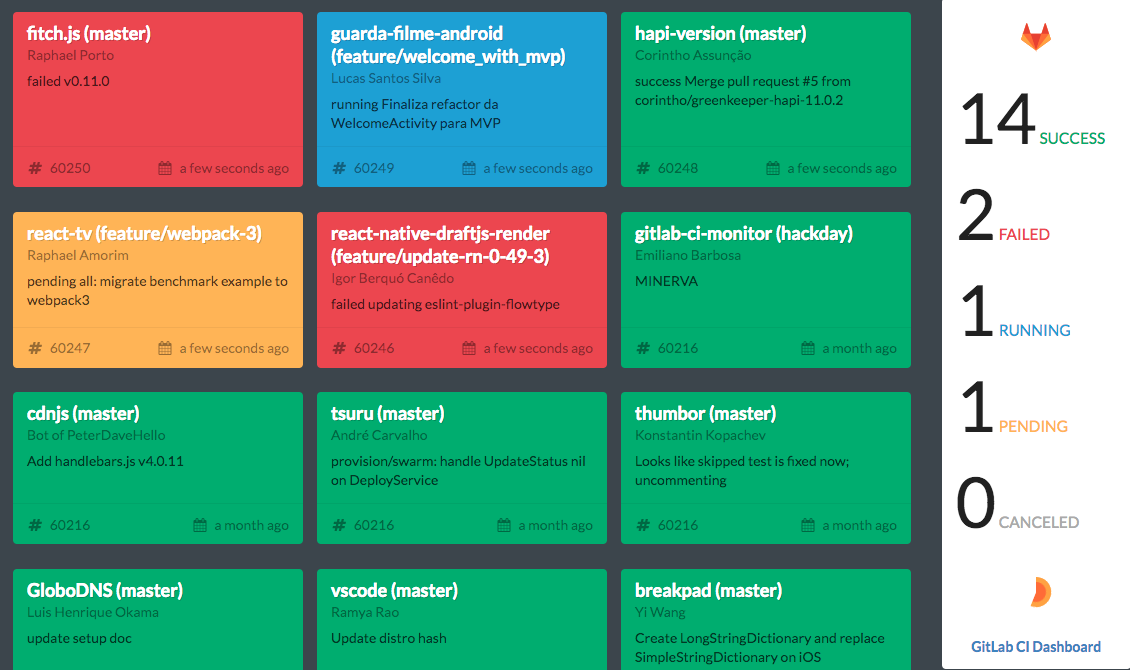 fitch.js (master)
Raphael Porto
failed v0.11.0
# 60250
a few seconds ago
guarda-filme-android
(feature/welcome_with_mvp)
Lucas Santos Silva
running Finaliza refactor da
WelcomeActivity para MVP
# 60249
a few seconds ago
hapi-version (master)
Corintho Assunção
success Merge pull request #5 from
corintho/greenkeeper-hapi-11.0.2
# 60248
a few seconds ago
react-tv (feature/webpack-3)
Raphael Amorim
pending all: migrate benchmark example to
webpack3
# 60247
a few seconds ago
react-native-draftjs-render
(feature/update-rn-0-49-3)
Igor Berquó Canêdo
failed updating eslint-plugin-flowtype
# 60246
a few seconds ago
gitlab-ci-monitor (hackday)
Emiliano Barbosa
MINERVA
# 60216
a month ago
cdnjs (master)
Bot of PeterDaveHello
Add handlebars.js v4.0.11
# 60216
a month ago
tsuru (master)
André Carvalho
provision/swarm: handle UpdateStatus nil
on DeployService
# 60216
a month ago
thumbor (master)
Konstantin Kopachev
Looks like skipped test is fixed now;
uncommenting
# 60216
a month ago
GloboDNS (master)
Luis Henrique Okama
update setup doc
vscode (master)
Ramya Rao
Update distro hash
breakpad (master)
Yi Wang
Create LongStringDictionary and replace
SimpleStringDictionary on iOS
14 SUCCESS
2 FAILED
1 RUNNING
1 PENDING
0 CANCELED
GitLab CI Dashboard